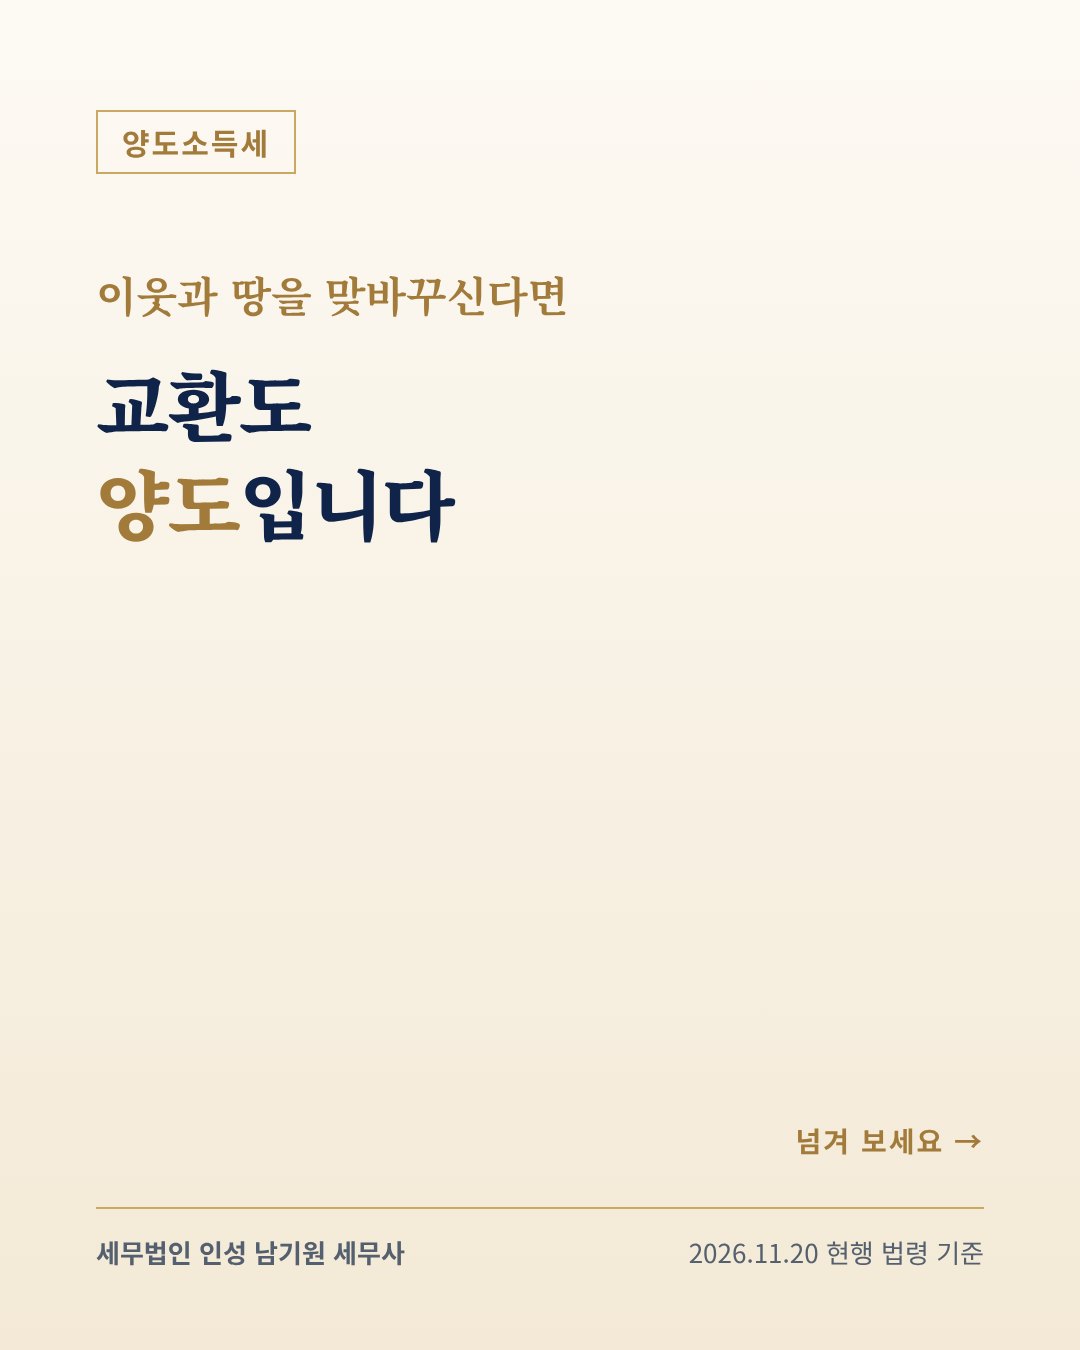 양도소득세
이웃과 땅을 맞바꾸신다면
교환도
양도입니다
넘겨 보세요 →
세무법인 인성 남기원 세무사
2026.11.20 현행 법령 기준